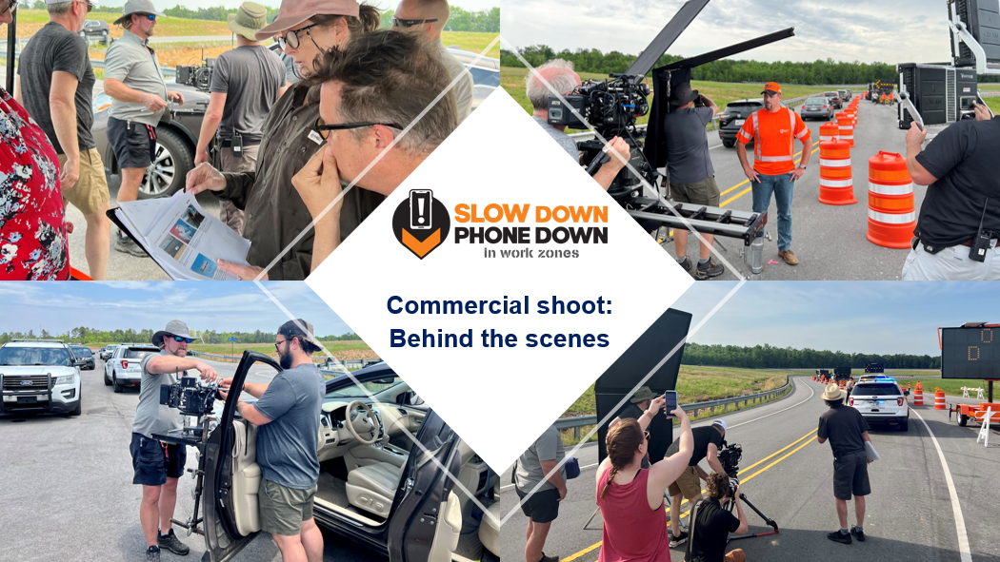 SLOW DOWN
PHONE DOWN
in work zones
Commercial shoot:
Behind the scenes